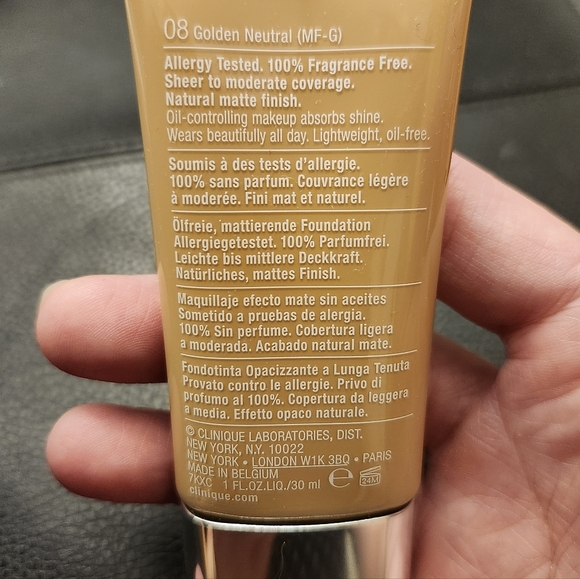 08 Golden Neutral (MF-G)
Allergy Tested. 100% Fragrance Free.
Sheer to moderate coverage.
Natural matte finish.
Oil-controlling makeup absorbs shine.
Wears beautifully all day. Lightweight, oil-free.
Soumis à des tests d'allergie.
100% sans parfum. Couvrance légère
à modérée. Fini mat et naturel.
Ölfreie, mattierende Foundation
Allergiegetestet. 100% Parfumfrei.
Leichte bis mittlere Deckkraft.
Natürliches, mattes Finish.
Maquillaje efecto mate sin aceites
Sometido a pruebas de alergia.
100% Sin perfume. Cobertura ligera
a moderada. Acabado natural mate.
Fondotinta Opacizzante a Lunga Tenuta
Provato contro le allergie. Privo di
profumo al 100%. Copertura da leggera
a media. Effetto opaco naturale.
© CLINIQUE LABORATORIES, DIST.
NEW YORK, N.Y. 10022
NEW YORK • LONDON W1K 3BQ • PARIS
MADE IN BELGIUM
7KXC 1 FL.OZ.LIQ./30 ml e 24M
clinique.com